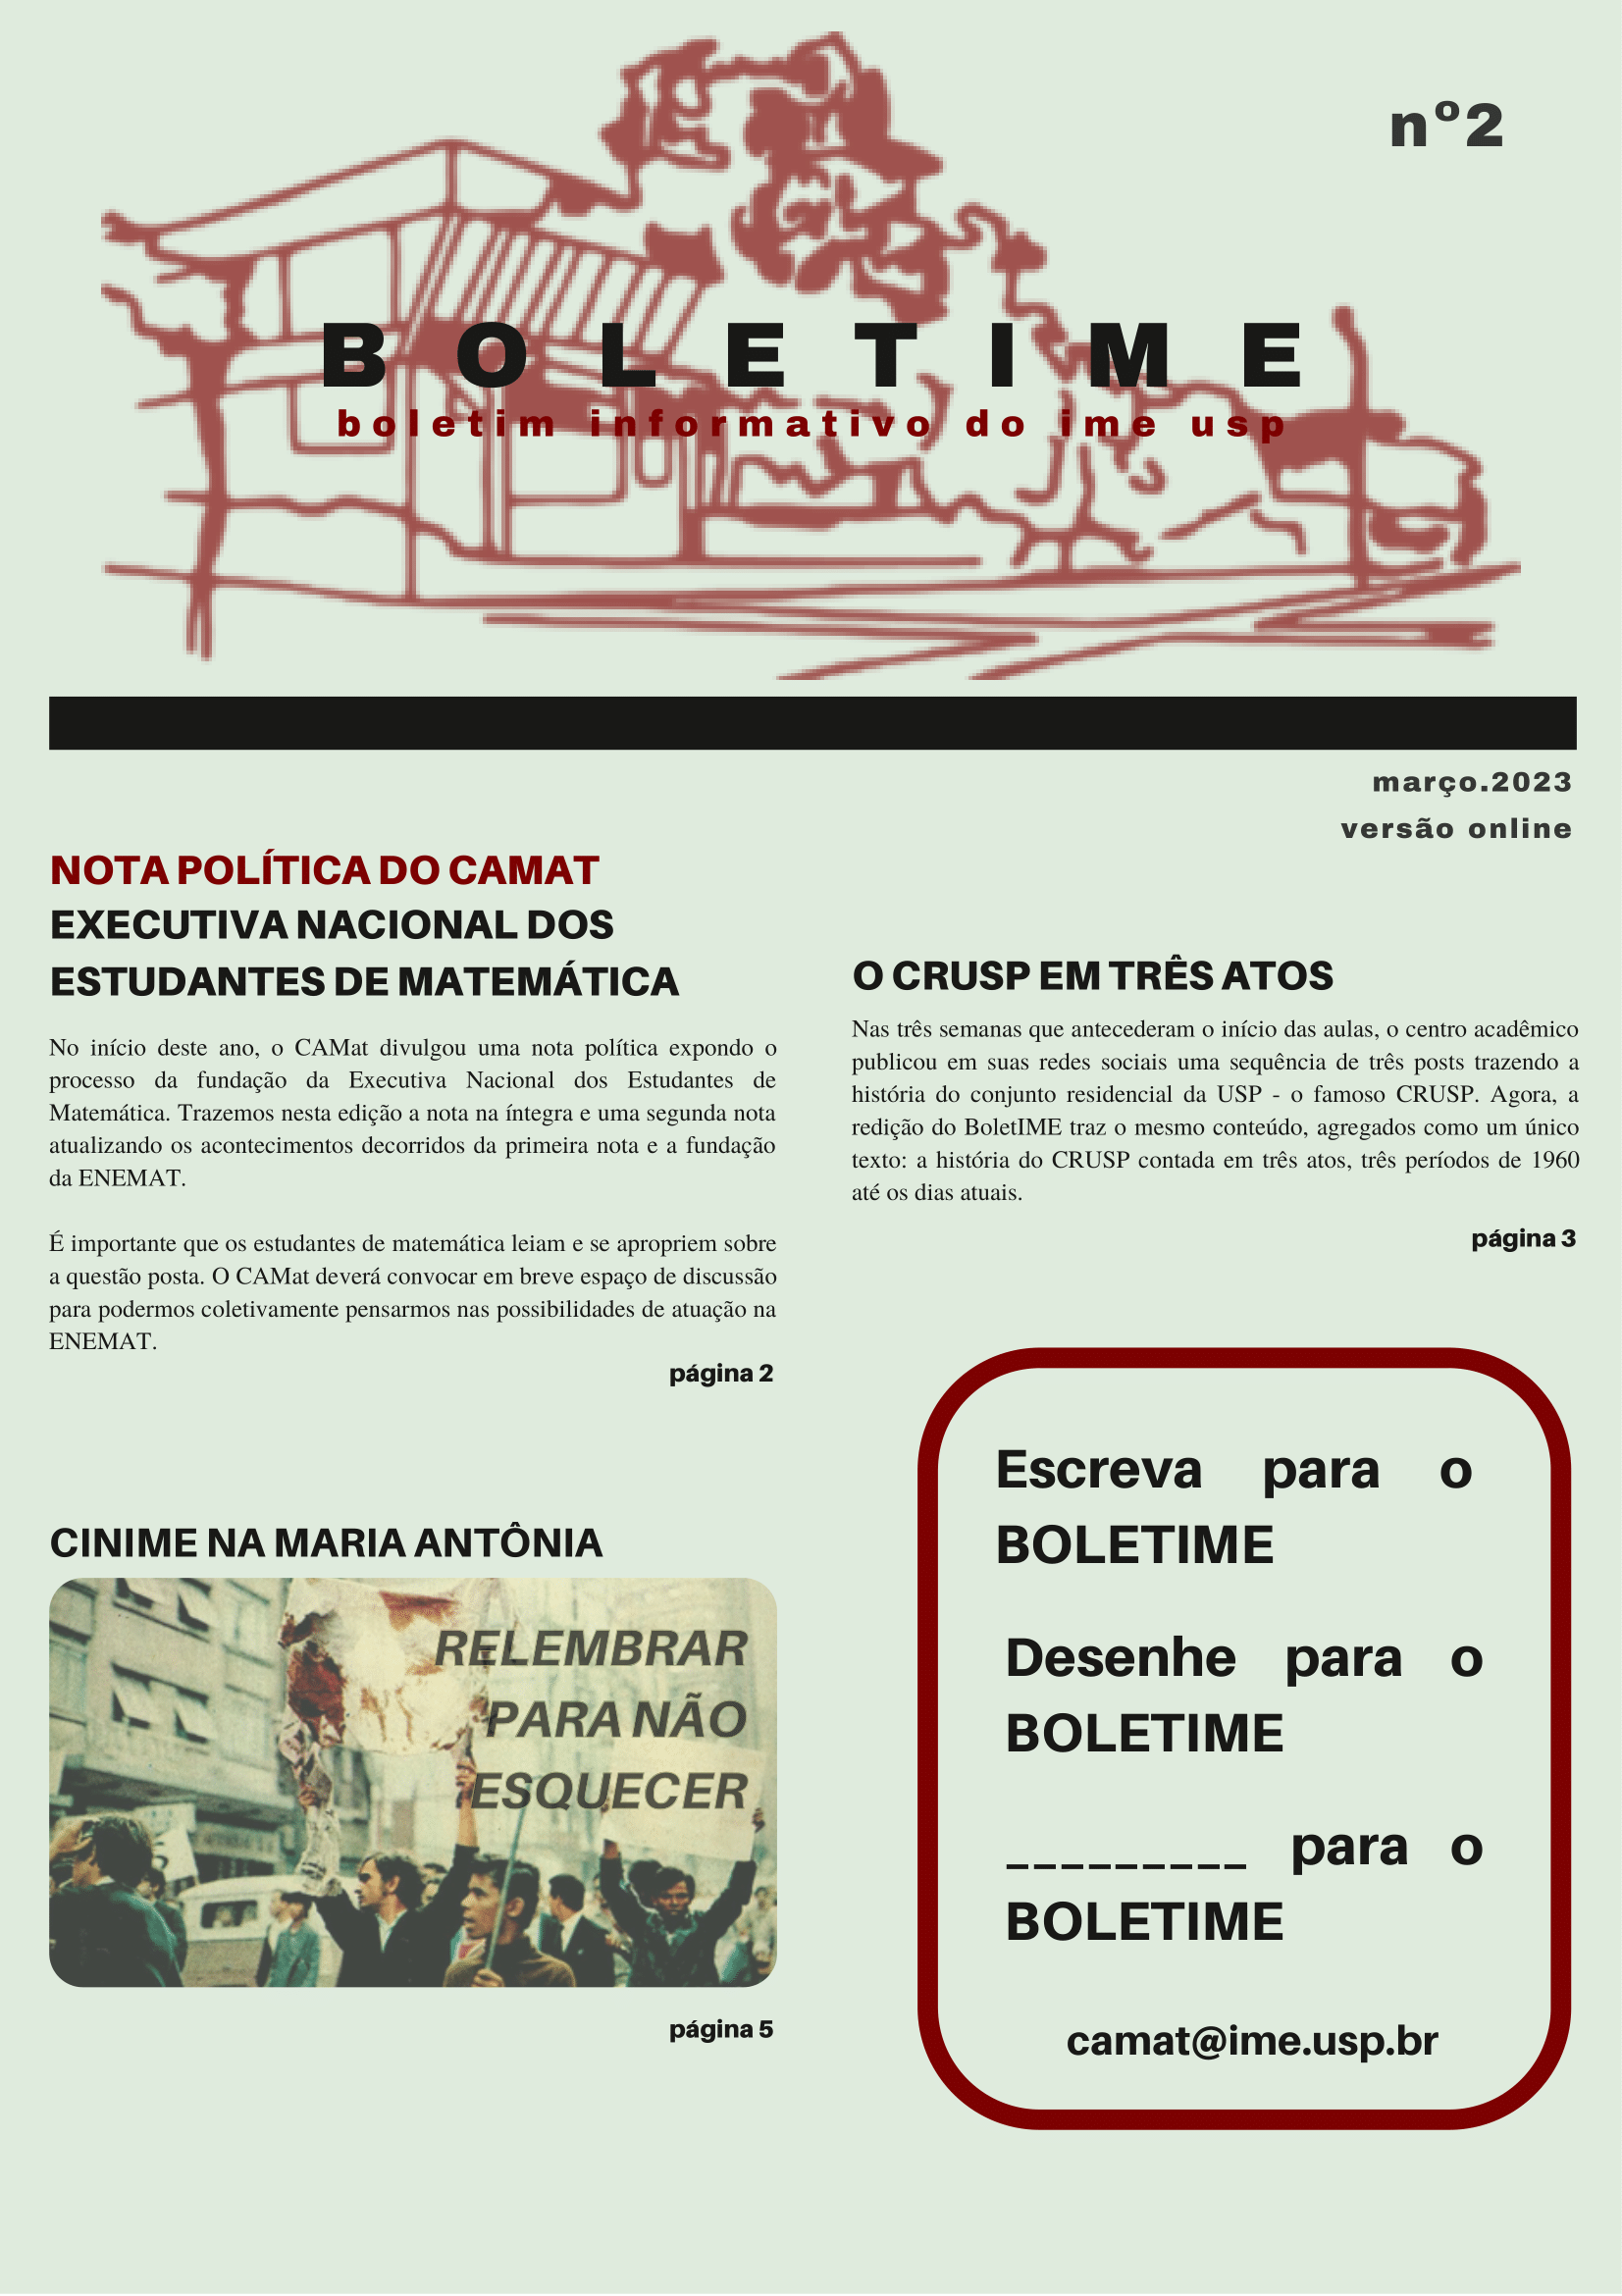 nº2
BOLETIME
boletim informativo do ime usp
março.2023
versão online
NOTA POLÍTICA DO CAMAT
EXECUTIVA NACIONAL DOS
ESTUDANTES DE MATEMÁTICA
No início deste ano, o CAMat divulgou uma nota política expondo o
processo da fundação da Executiva Nacional dos Estudantes de
Matemática. Trazemos nesta edição a nota na íntegra e uma segunda nota
atualizando os acontecimentos decorridos da primeira nota e a fundação
da ENEMAT.
É importante que os estudantes de matemática leiam e se apropriem sobre
a questão posta. O CAMat deverá convocar em breve espaço de discussão
para podermos coletivamente pensarmos nas possibilidades de atuação na
ENEMAT.
página 2
O CRUSP EM TRÊS ATOS
Nas três semanas que antecederam o início das aulas, o centro acadêmico
publicou em suas redes sociais uma sequência de três posts trazendo a
história do conjunto residencial da USP - o famoso CRUSP. Agora, a
redição do BoletIME traz o mesmo conteúdo, agregados como um único
texto: a história do CRUSP contada em três atos, três períodos de 1960
até os dias atuais.
página 3
CINIME NA MARIA ANTÔNIA
RELEMBRAR
PARA NÃO
ESQUECER
página 5
Escreva para o
BOLETIME
Desenhe para o
BOLETIME
_________ para o
BOLETIME
camat@ime.usp.br